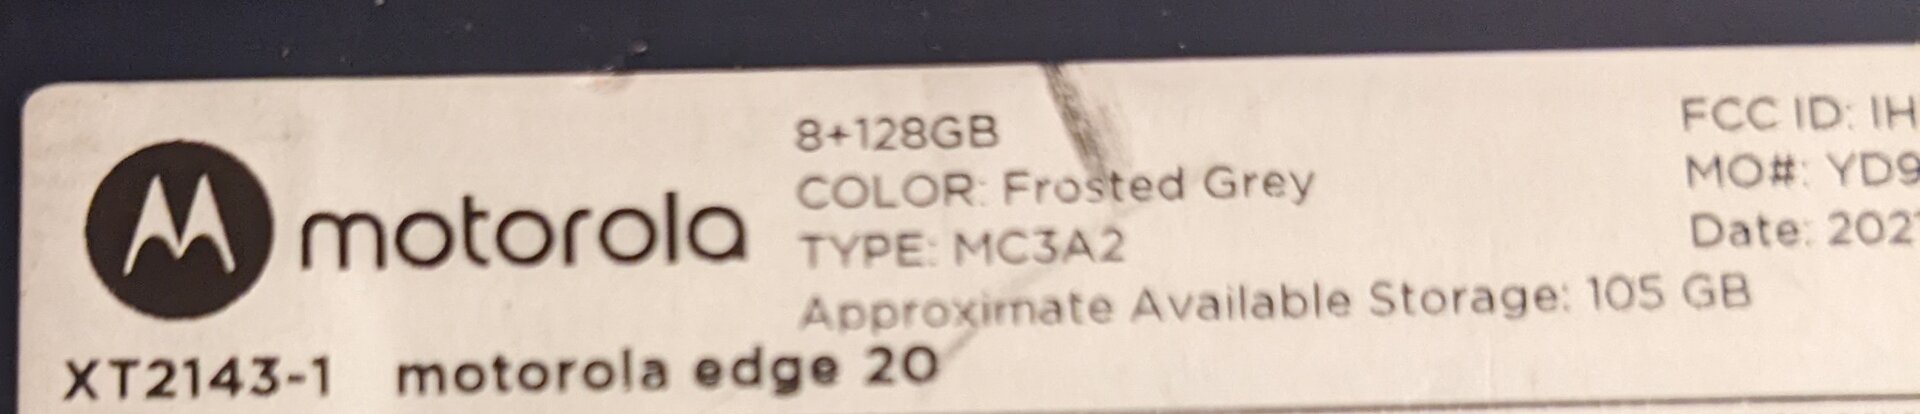 motorola
8+128GB
COLOR: Frosted Grey
TYPE: MC3A2
Approximate Available Storage: 105 GB
XT2143-1 motorola edge 20
FCC ID: IH
MO#: YD9
Date: 202